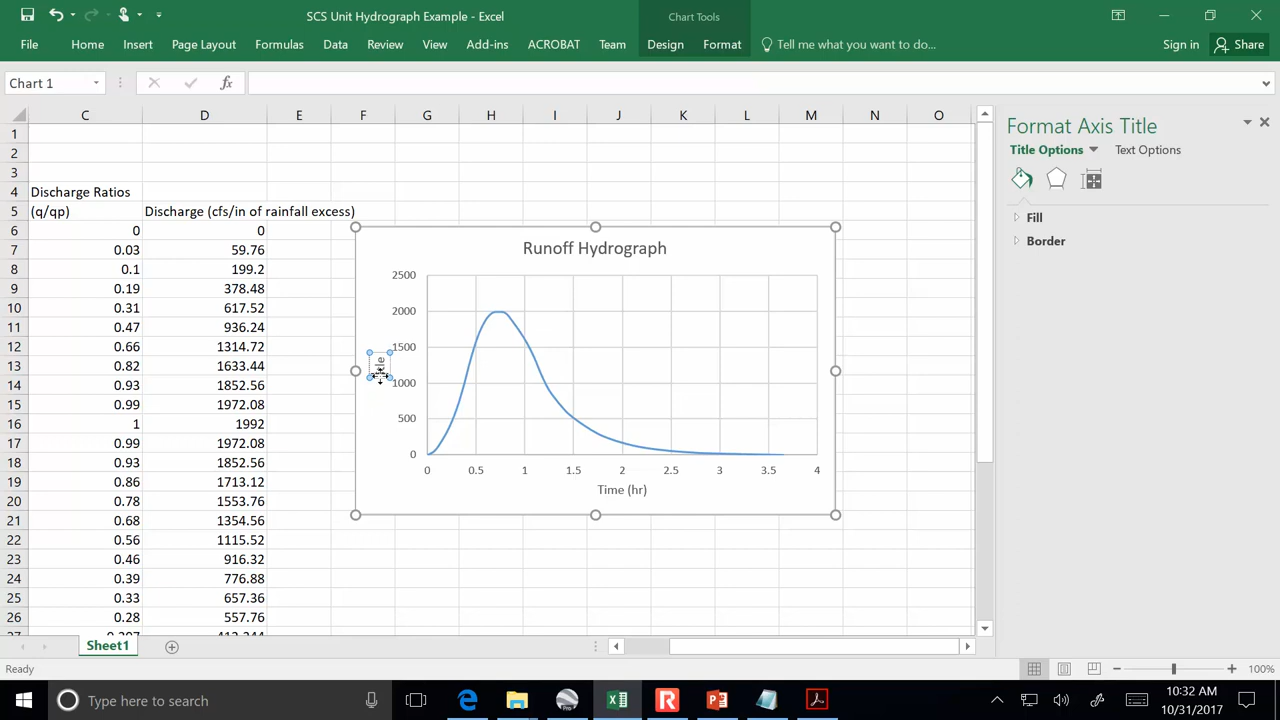 SCS Unit Hydrograph Example - Excel
Chart Tools
File Home Insert Page Layout Formulas Data Review View Add-ins ACROBAT Team Design Format Tell me what you want to do... Sign in Share
Chart 1 fx
C D E F G H I J K L M N O
1
2
3
4 Discharge Ratios
5 (q/qp) Discharge (cfs/in of rainfall excess)
6 0 0
7 0.03 59.76
8 0.1 199.2
9 0.19 378.48
10 0.31 617.52
11 0.47 936.24
12 0.66 1314.72
13 0.82 1633.44
14 0.93 1852.56
15 0.99 1972.08
16 1 1992
17 0.99 1972.08
18 0.93 1852.56
19 0.86 1713.12
20 0.78 1553.76
21 0.68 1354.56
22 0.56 1115.52
23 0.46 916.32
24 0.39 776.88
25 0.33 657.36
26 0.28 557.76
27 0.207 412.344
Runoff Hydrograph
2500
2000
1500
1000
500
0
0 0.5 1 1.5 2 2.5 3 3.5 4
Time (hr)
Format Axis Title
Title Options Text Options
Fill
Border
Sheet1
Ready
100%
Type here to search
Pro
10:32 AM
10/31/2017